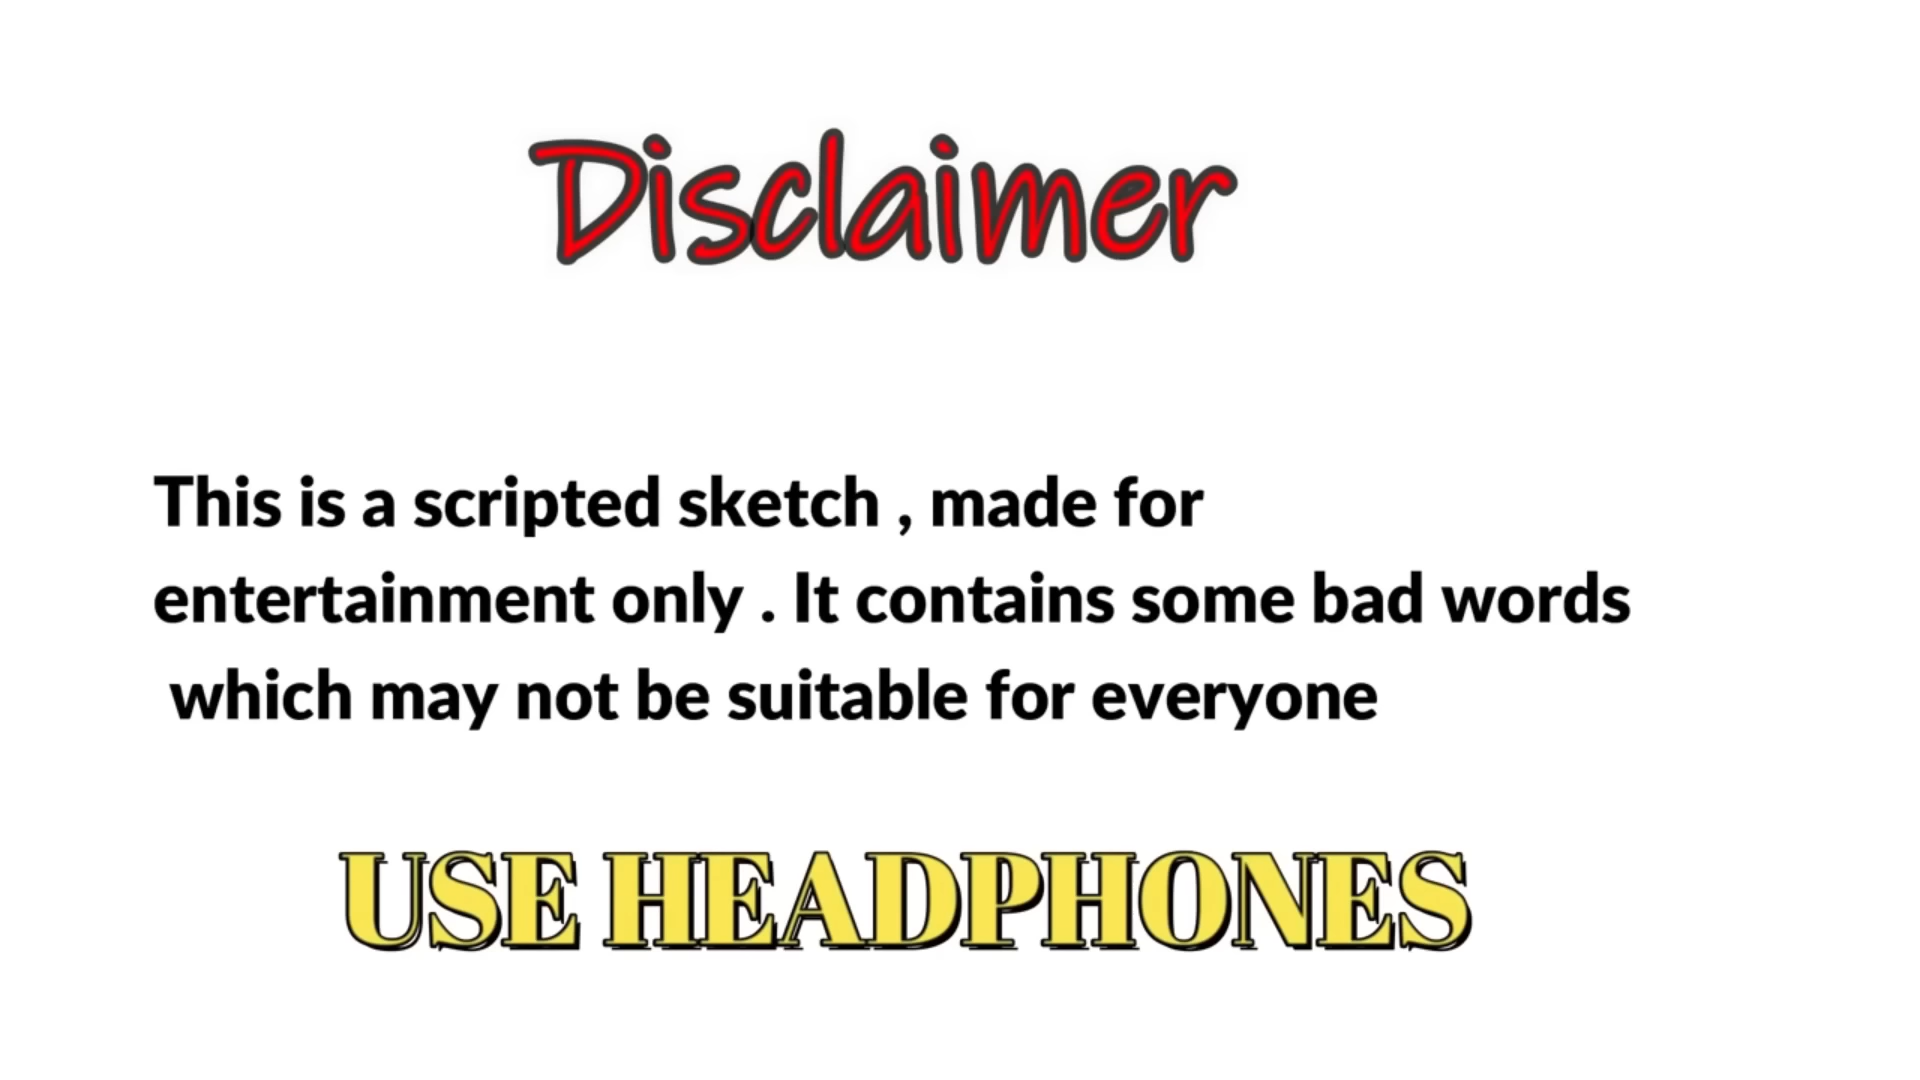 Disclaimer
This is a scripted sketch , made for
entertainment only . It contains some bad words
which may not be suitable for everyone
USE HEADPHONES